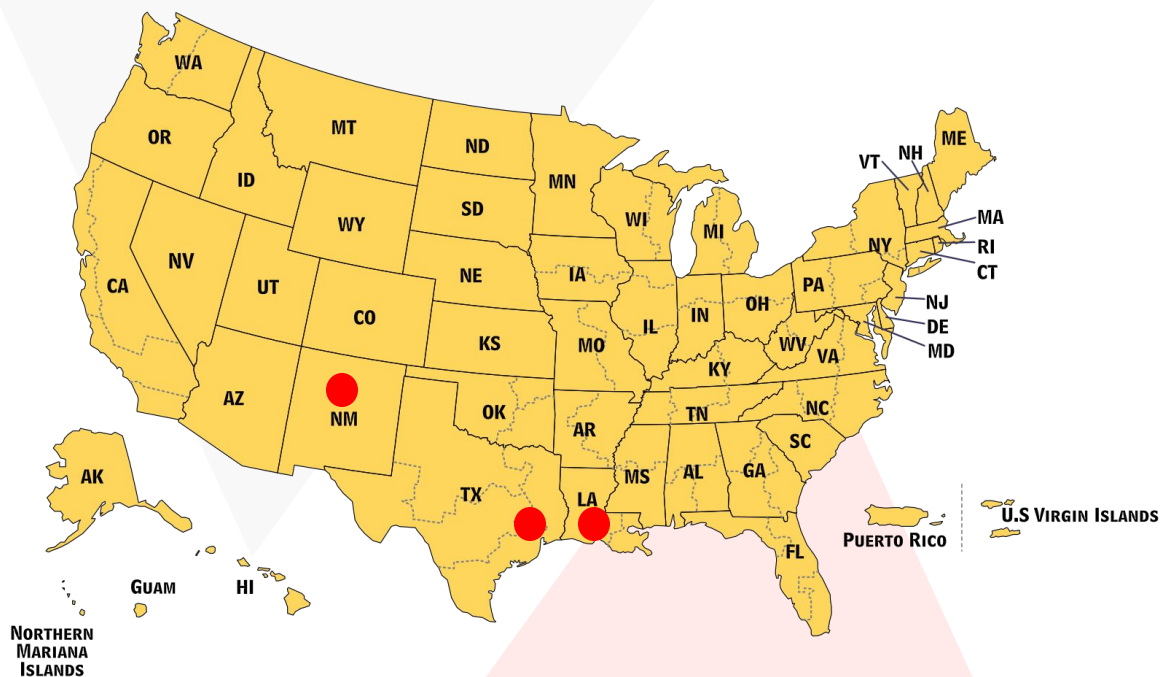 WA
OR
CA
NV
ID
MT
WY
UT
AZ
CO
NM
ND
SD
NE
KS
OK
TX
MN
IA
MO
AR
LA
WI
IL
MI
IN
OH
KY
TN
MS
AL
GA
FL
SC
NC
VA
WV
PA
NY
VT
NH
ME
MA
RI
CT
NJ
DE
MD
AK
HI
GUAM
NORTHERN
MARIANA
ISLANDS
PUERTO RICO
U.S VIRGIN ISLANDS